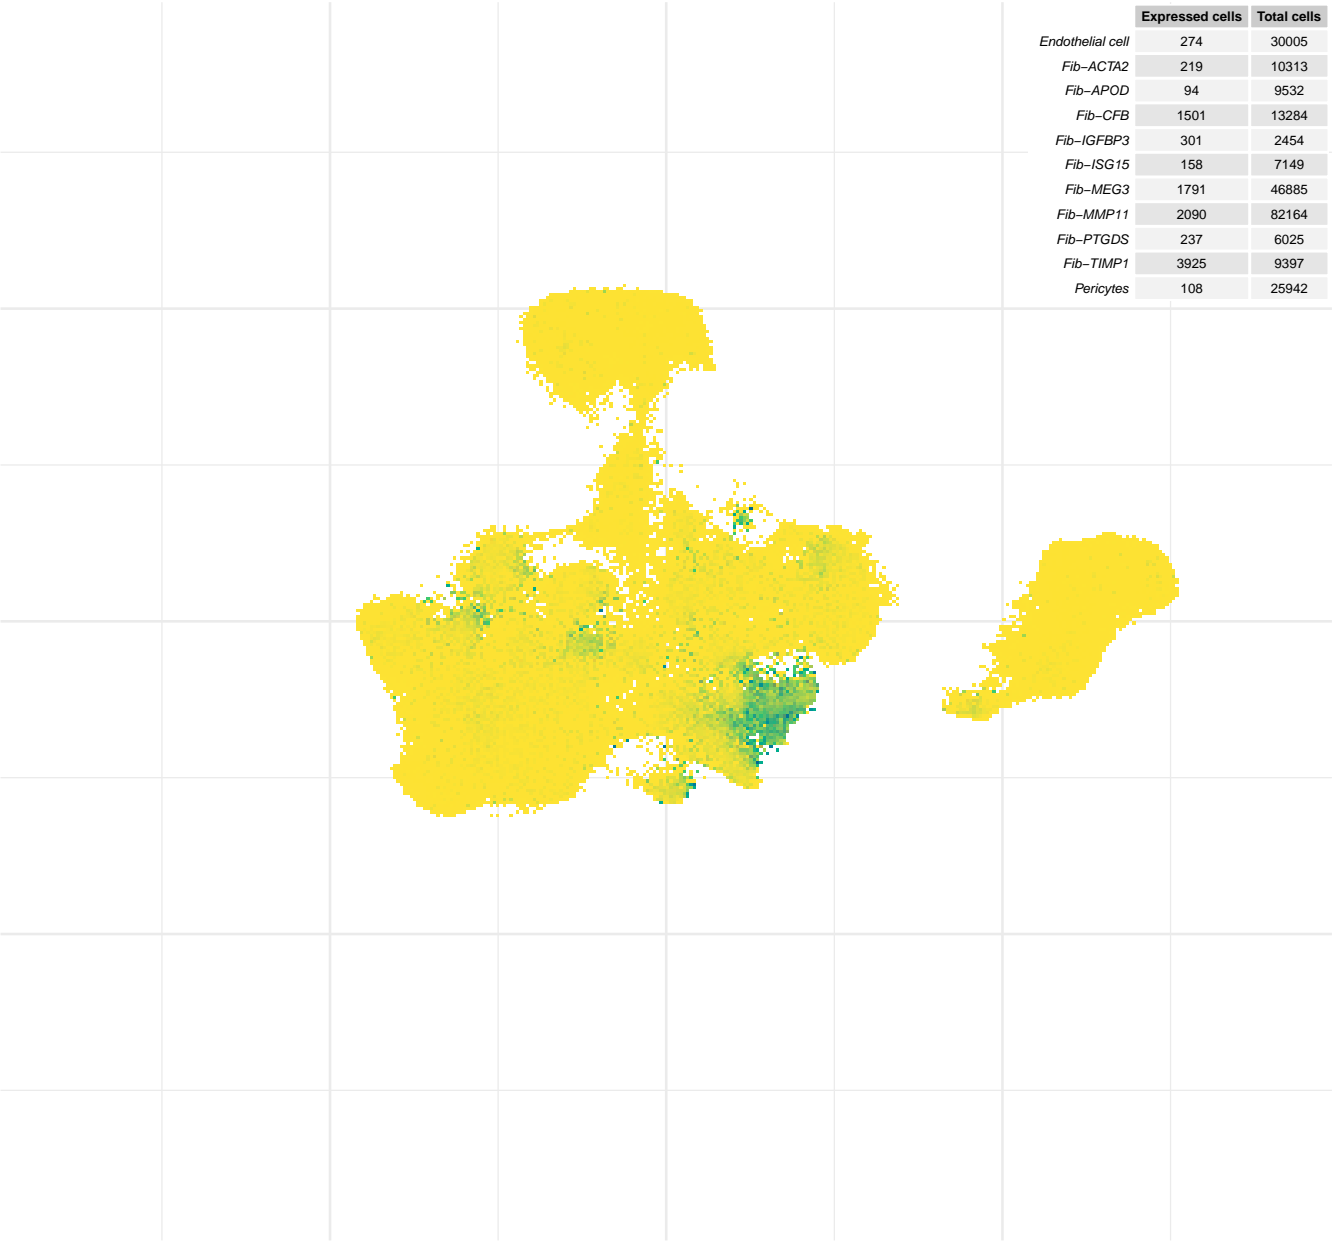 Expressed cells Total cells
Endothelial cell 274 30005
Fib−ACTA2 219 10313
Fib−APOD 94 9532
Fib−CFB 1501 13284
Fib−IGFBP3 301 2454
Fib−ISG15 158 7149
Fib−MEG3 1791 46885
Fib−MMP11 2090 82164
Fib−PTGDS 237 6025
Fib−TIMP1 3925 9397
Pericytes 108 25942